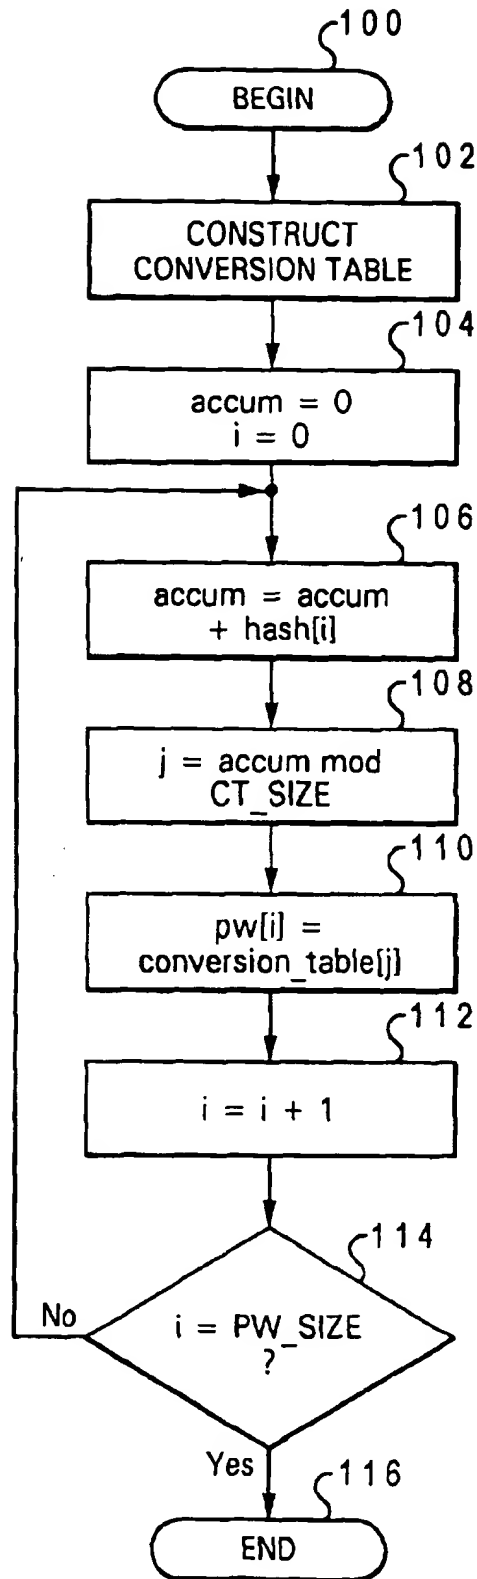 100
BEGIN
102
CONSTRUCT
CONVERSION TABLE
104
accum = 0
i = 0
106
accum = accum
+ hash[i]
108
j = accum mod
CT_SIZE
110
pw[i] =
conversion_table[j]
112
i = i + 1
114
i = PW_SIZE
?
No
Yes
116
END